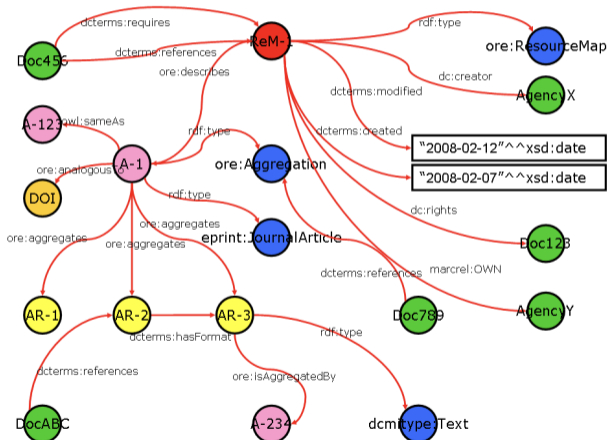 dcterms:requires
rdf:type
ReM-1
ore:ResourceMap
dcterms:references
Doc456
ore:describes
dc:creator
dcterms:modified
AgencyX
A-123
owl:sameAs
rdf:type
dcterms:created
"2008-02-12"^^xsd:date
A-1
ore:Aggregation
ore:analogousTo
"2008-02-07"^^xsd:date
DOI
rdf:type
dc:rights
ore:aggregates
eprint:JournalArticle
Doc123
ore:aggregates
ore:aggregates
dcterms:references
marcrel:OWN
AR-1
AR-2
AR-3
Doc789
AgencyY
dcterms:hasFormat
rdf:type
dcterms:references
ore:isAggregatedBy
DocABC
A-234
dcmitype:Text